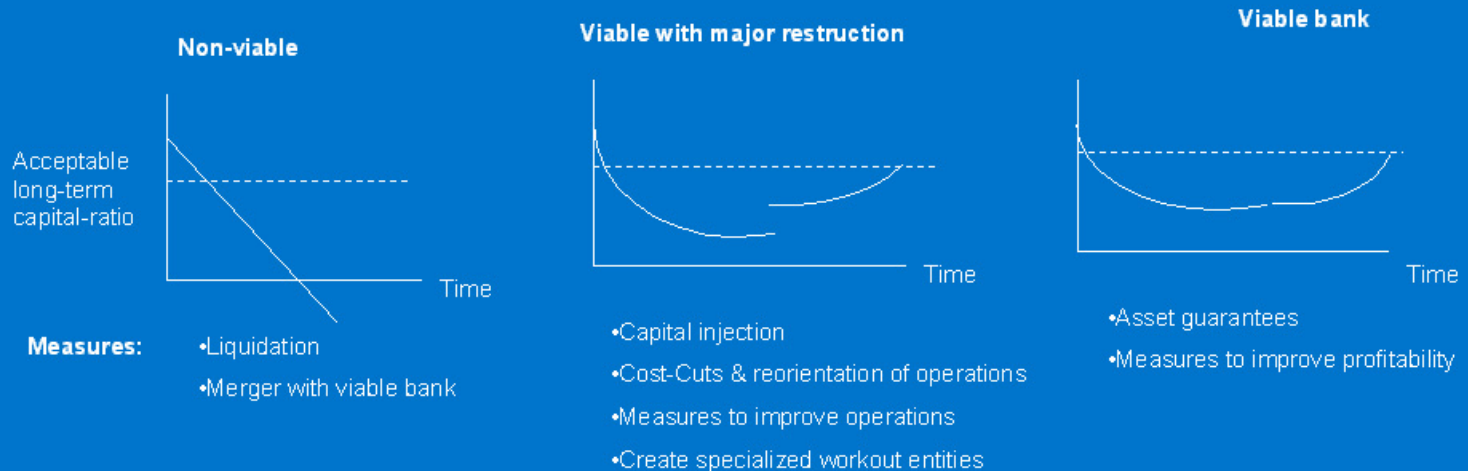 Non-viable
Viable with major restruction
Viable bank
Acceptable
long-term
capital-ratio
Time
Time
Time
Measures:
•Liquidation
•Merger with viable bank
•Capital injection
•Cost-Cuts & reorientation of operations
•Measures to improve operations
•Create specialized workout entities
•Asset guarantees
•Measures to improve profitability